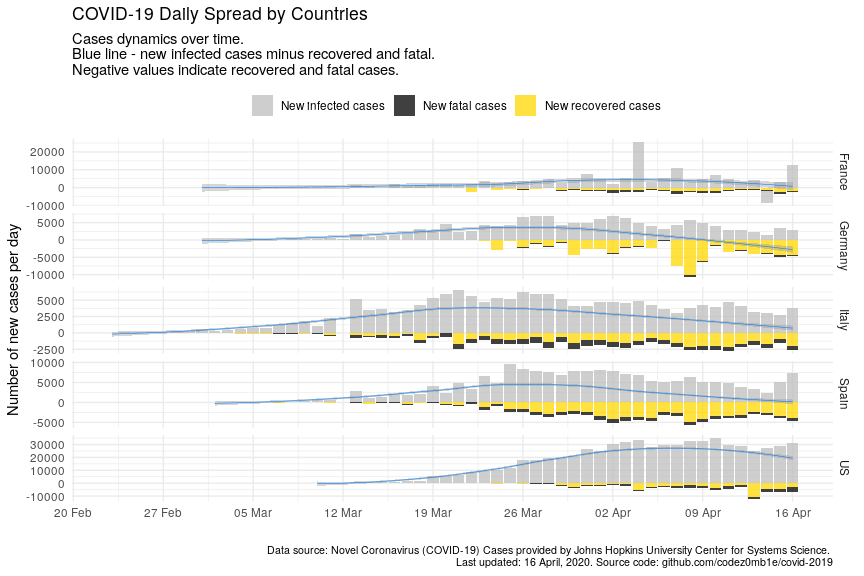 COVID-19 Daily Spread by Countries
Cases dynamics over time.
Blue line - new infected cases minus recovered and fatal.
Negative values indicate recovered and fatal cases.
New infected cases New fatal cases New recovered cases
Number of new cases per day
20000
10000
0
-10000
France
5000
0
-5000
-10000
Germany
5000
2500
0
-2500
Italy
10000
5000
0
-5000
Spain
30000
20000
10000
0
-10000
US
20 Feb 27 Feb 05 Mar 12 Mar 19 Mar 26 Mar 02 Apr 09 Apr 16 Apr
Data source: Novel Coronavirus (COVID-19) Cases provided by Johns Hopkins University Center for Systems Science.
Last updated: 16 April, 2020. Source code: github.com/codez0mb1e/covid-2019